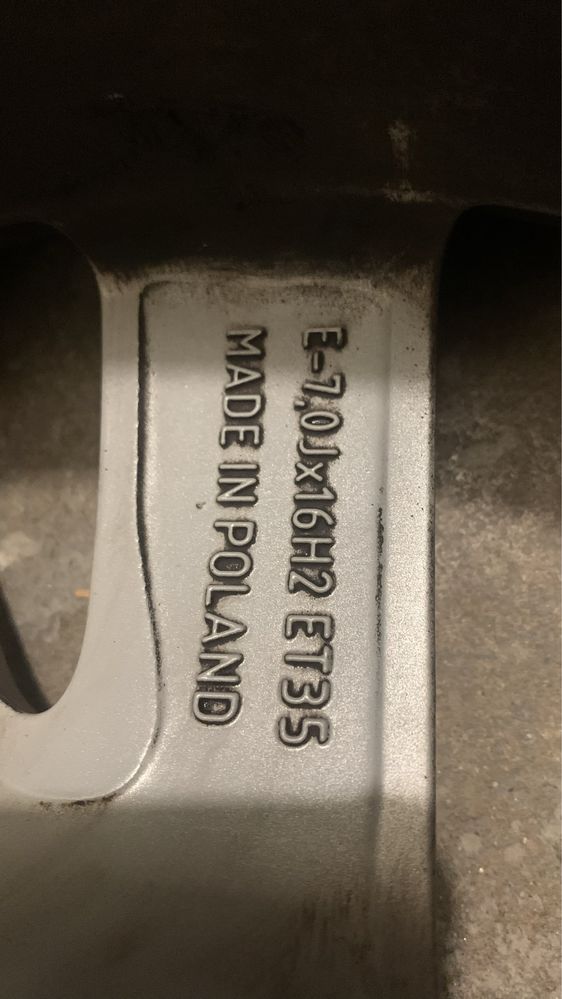 E-7,0Jx16H2 ET35
MADE IN POLAND